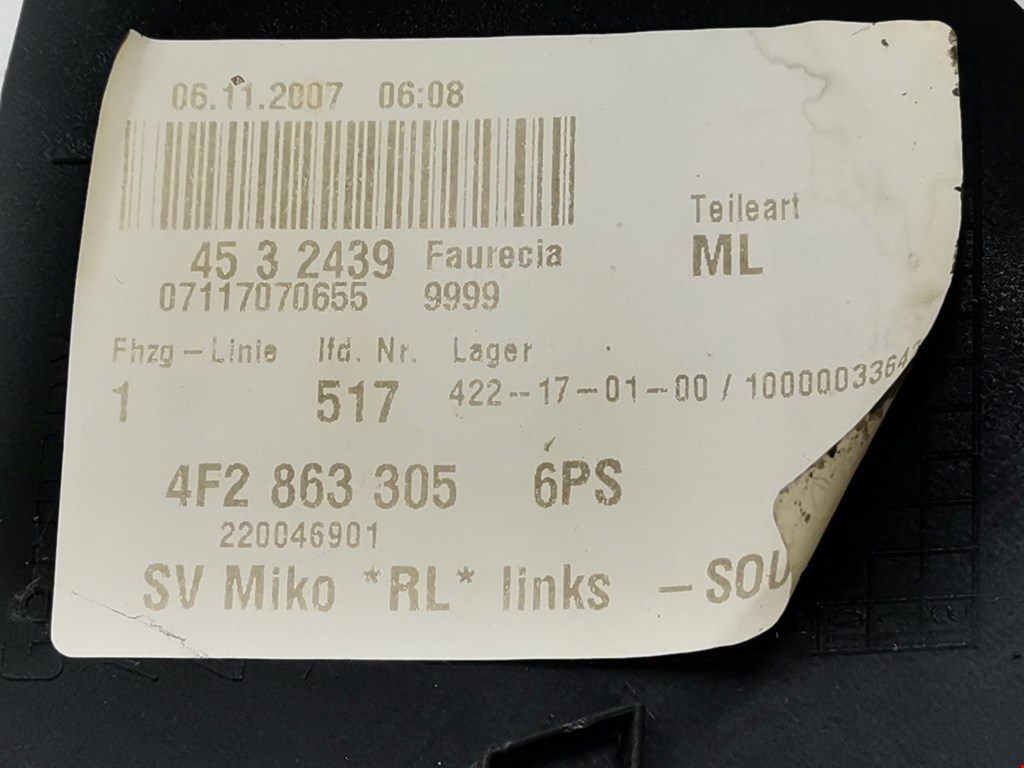 06.11.2007 06:08
45 3 2439 Faurecia
07117070655 9999
Teileart
ML
Fhzg-Linie lfd. Nr. Lager
1 517 422-17-01-00 / 1000003364
4F2 863 305 6PS
220046901
SV Miko *RL* links -SOU